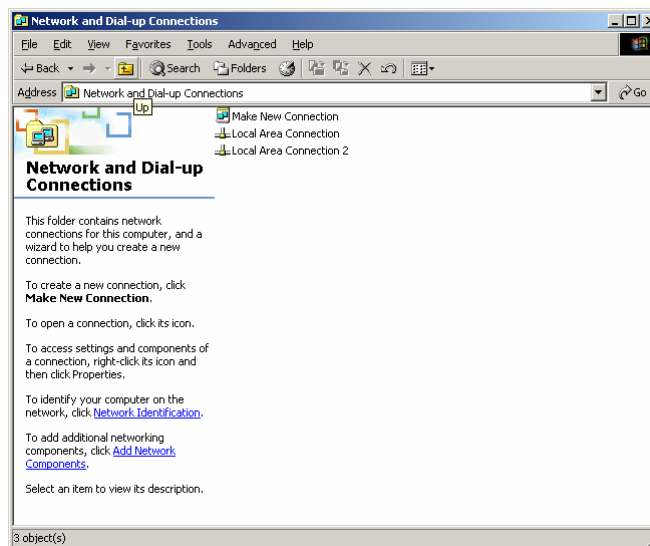 Network and Dial-up Connections
File Edit View Favorites Tools Advanced Help
Back Search Folders
Address Network and Dial-up Connections Go
Up
Make New Connection
Local Area Connection
Local Area Connection 2
Network and Dial-up
Connections
This folder contains network
connections for this computer, and a
wizard to help you create a new
connection.
To create a new connection, click
Make New Connection.
To open a connection, click its icon.
To access settings and components of
a connection, right-click its icon and
then click Properties.
To identify your computer on the
network, click Network Identification.
To add additional networking
components, click Add Network
Components.
Select an item to view its description.
3 object(s)